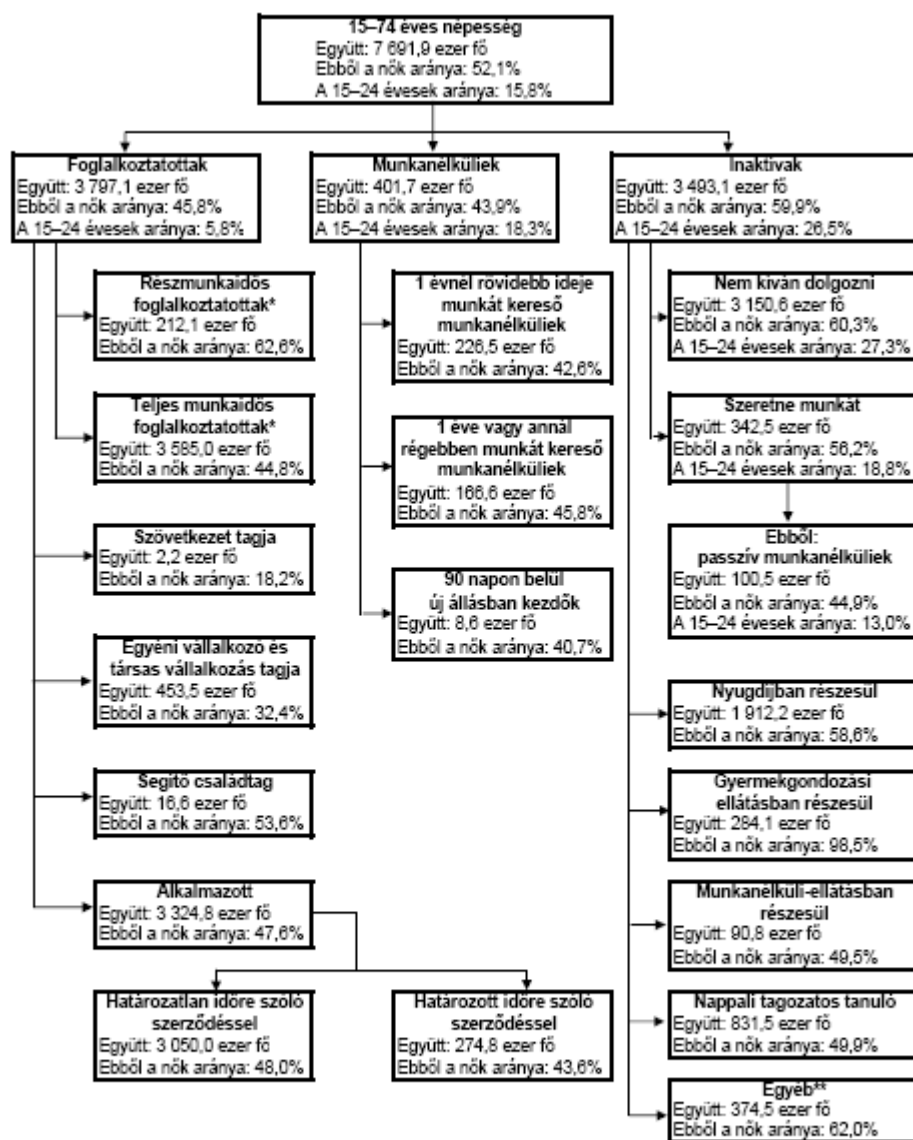 15–74 éves népesség
Együtt: 7 691,9 ezer fő
Ebből a nők aránya: 52,1%
A 15–24 évesek aránya: 15,8%
Foglalkoztatottak
Együtt: 3 797,1 ezer fő
Ebből a nők aránya: 45,8%
A 15–24 évesek aránya: 5,8%
Munkanélküliek
Együtt: 401,7 ezer fő
Ebből a nők aránya: 43,9%
A 15–24 évesek aránya: 18,3%
Inaktívak
Együtt: 3 493,1 ezer fő
Ebből a nők aránya: 59,9%
A 15–24 évesek aránya: 26,5%
Részmunkaidős
foglalkoztatottak*
Együtt: 212,1 ezer fő
Ebből a nők aránya: 62,6%
Teljes munkaidős
foglalkoztatottak*
Együtt: 3 585,0 ezer fő
Ebből a nők aránya: 44,8%
Szövetkezet tagja
Együtt: 2,2 ezer fő
Ebből a nők aránya: 18,2%
Egyéni vállalkozó és
társas vállalkozás tagja
Együtt: 453,5 ezer fő
Ebből a nők aránya: 32,4%
Segítő családtag
Együtt: 16,6 ezer fő
Ebből a nők aránya: 53,6%
Alkalmazott
Együtt: 3 324,8 ezer fő
Ebből a nők aránya: 47,6%
Határozatlan időre szóló
szerződéssel
Együtt: 3 050,0 ezer fő
Ebből a nők aránya: 48,0%
Határozott időre szóló
szerződéssel
Együtt: 274,8 ezer fő
Ebből a nők aránya: 43,6%
1 évnél rövidebb ideje
munkát kereső
munkanélküliek
Együtt: 226,5 ezer fő
Ebből a nők aránya: 42,6%
1 éve vagy annál
régebben munkát kereső
munkanélküliek
Együtt: 166,6 ezer fő
Ebből a nők aránya: 45,8%
90 napon belül
új állásban kezdők
Együtt: 8,6 ezer fő
Ebből a nők aránya: 40,7%
Nem kíván dolgozni
Együtt: 3 150,6 ezer fő
Ebből a nők aránya: 60,3%
A 15–24 évesek aránya: 27,3%
Szeretne munkát
Együtt: 342,5 ezer fő
Ebből a nők aránya: 56,2%
A 15–24 évesek aránya: 18,8%
Ebből:
passzív munkanélküliek
Együtt: 100,5 ezer fő
Ebből a nők aránya: 44,9%
A 15–24 évesek aránya: 13,0%
Nyugdíjban részesül
Együtt: 1 912,2 ezer fő
Ebből a nők aránya: 58,6%
Gyermekgondozási
ellátásban részesül
Együtt: 284,1 ezer fő
Ebből a nők aránya: 98,5%
Munkanélküli-ellátásban
részesül
Együtt: 90,8 ezer fő
Ebből a nők aránya: 49,5%
Nappali tagozatos tanuló
Együtt: 831,5 ezer fő
Ebből a nők aránya: 49,9%
Egyéb**
Együtt: 374,5 ezer fő
Ebből a nők aránya: 62,0%